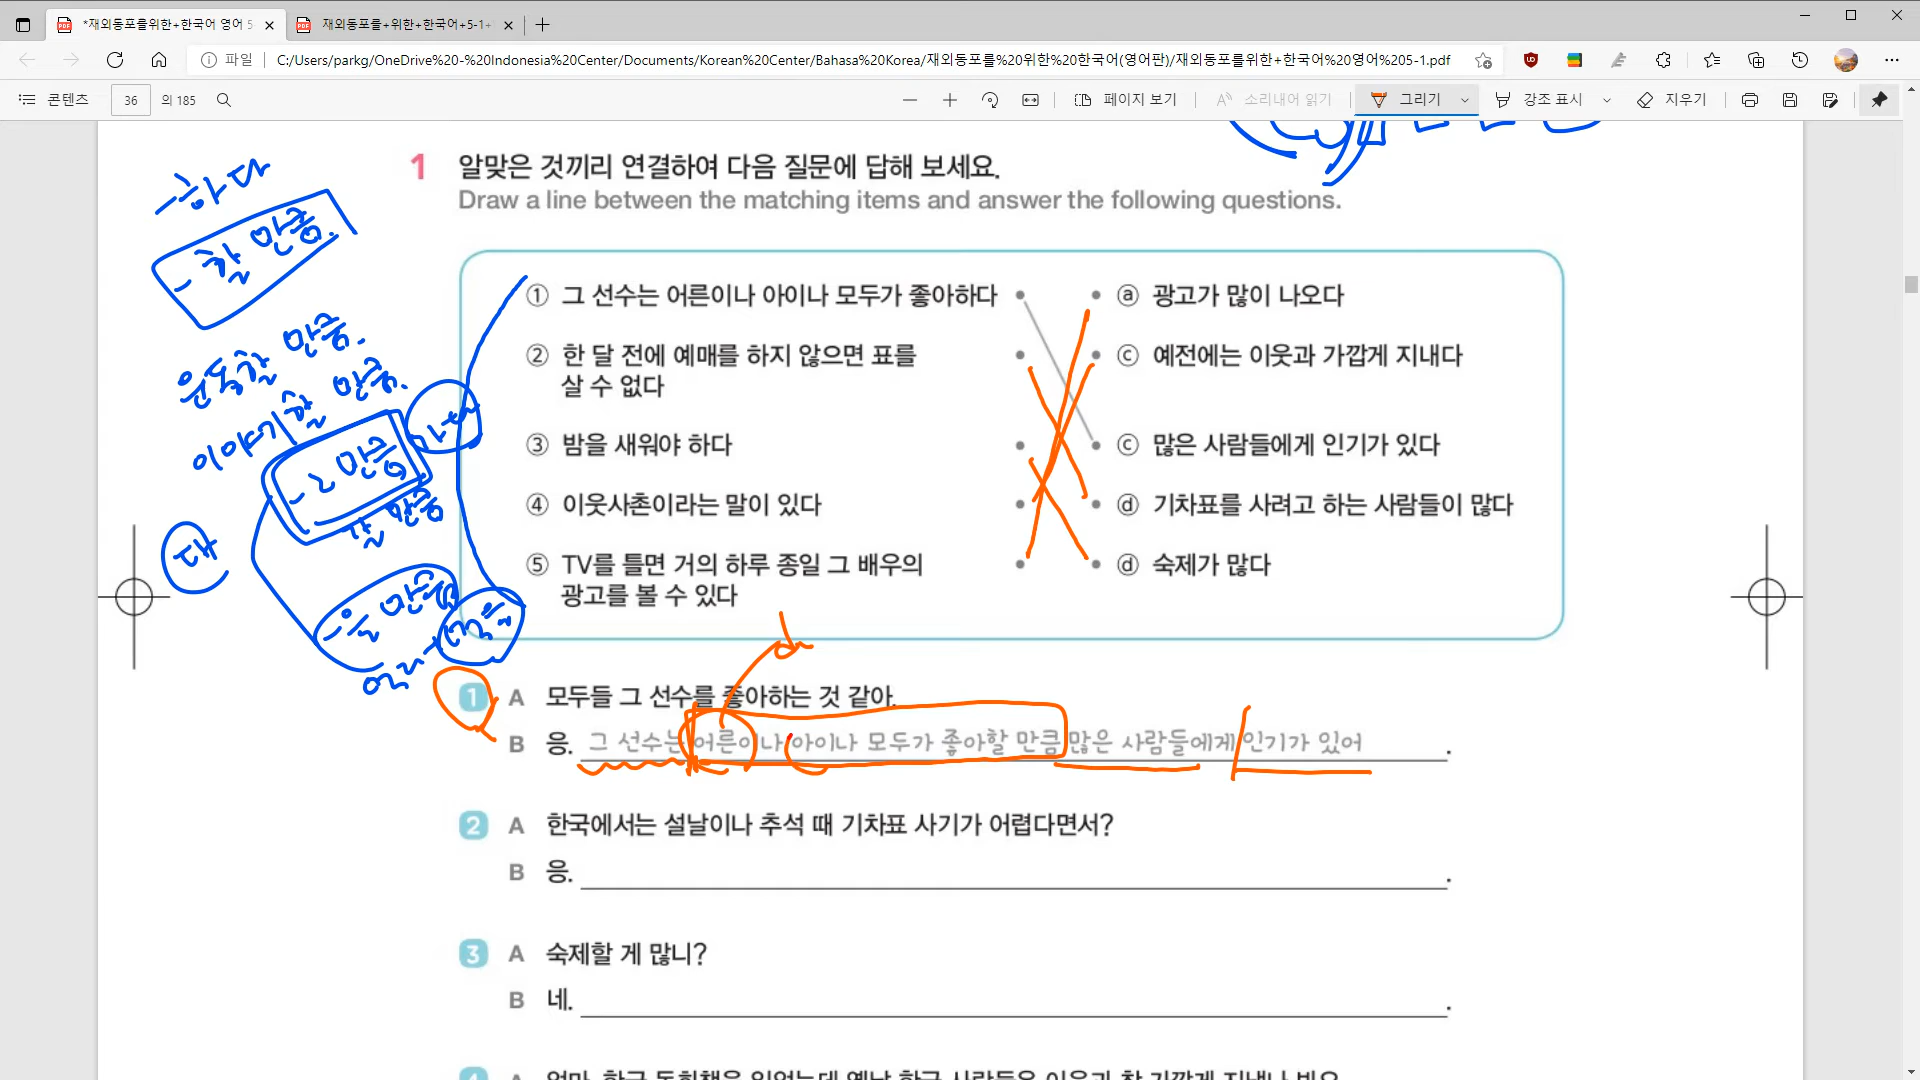 *재외동포를위한+한국어 영어 5-
재외동포를+위한+한국어+5-1+
파일
C:/Users/parkg/OneDrive%20-%20Indonesia%20Center/Documents/Korean%20Center/Bahasa%20Korea/재외동포를%20위한%20한국어(영어판)/재외동포를위한+한국어%20영어%205-1.pdf
콘텐츠 36 의 185 페이지 보기 소리내어 읽기 그리기 강조 표시 지우기
1 알맞은 것끼리 연결하여 다음 질문에 답해 보세요.
Draw a line between the matching items and answer the following questions.
-하다
-할 만큼.
운동할 만큼.
이야기할 만큼.
-ㄹ 만큼
갈 만큼
-을 만큼
① 그 선수는 어른이나 아이나 모두가 좋아하다 • • ⓐ 광고가 많이 나오다
② 한 달 전에 예매를 하지 않으면 표를 • • ⓒ 예전에는 이웃과 가깝게 지내다
살 수 없다
③ 밤을 새워야 하다 • • ⓒ 많은 사람들에게 인기가 있다
④ 이웃사촌이라는 말이 있다 • • ⓓ 기차표를 사려고 하는 사람들이 많다
⑤ TV를 틀면 거의 하루 종일 그 배우의 • • ⓓ 숙제가 많다
광고를 볼 수 있다
1 A 모두들 그 선수를 좋아하는 것 같아.
B 응. 그 선수는 어른이나 아이나 모두가 좋아할 만큼 많은 사람들에게 인기가 있어.
2 A 한국에서는 설날이나 추석 때 기차표 사기가 어렵다면서?
B 응. .
3 A 숙제할 게 많니?
B 네. .